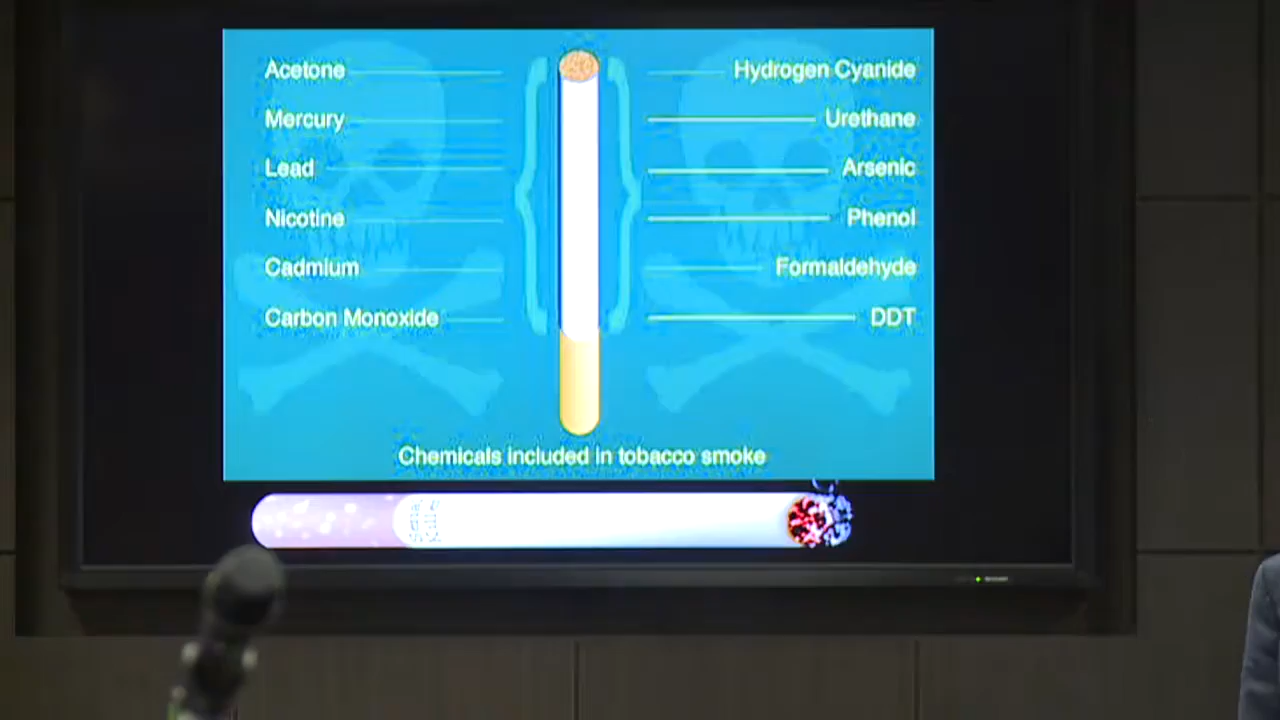 Acetone
Hydrogen Cyanide
Mercury
Urethane
Lead
Arsenic
Nicotine
Phenol
Cadmium
Formaldehyde
Carbon Monoxide
DDT
Chemicals included in tobacco smoke